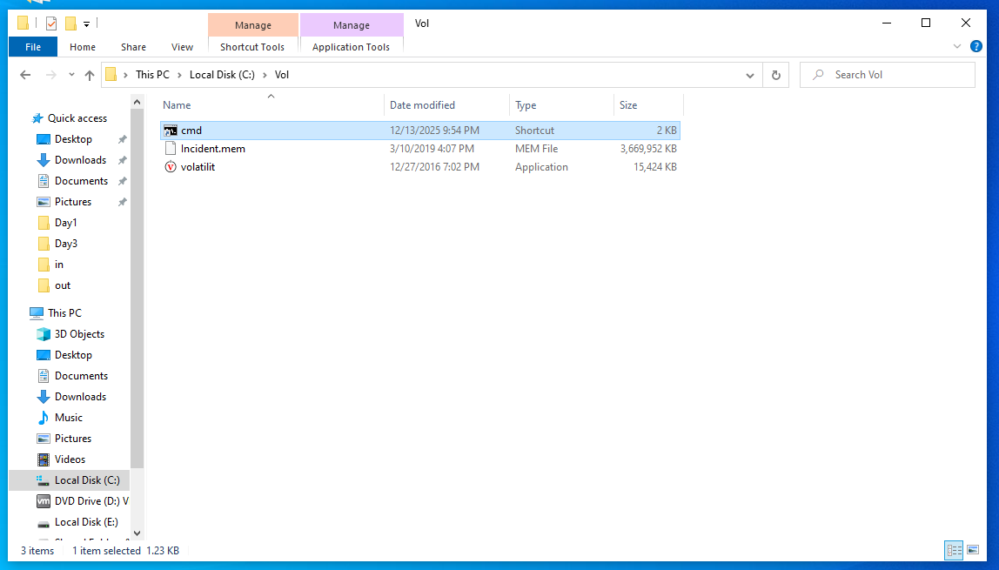 Manage Manage Vol
File Home Share View Shortcut Tools Application Tools
This PC Local Disk (C:) Vol Search Vol
Name Date modified Type Size
cmd 12/13/2025 9:54 PM Shortcut 2 KB
Incident.mem 3/10/2019 4:07 PM MEM File 3,669,952 KB
volatilit 12/27/2016 7:02 PM Application 15,424 KB
Quick access
Desktop
Downloads
Documents
Pictures
Day1
Day3
in
out
This PC
3D Objects
Desktop
Documents
Downloads
Music
Pictures
Videos
Local Disk (C:)
vm DVD Drive (D:) V
Local Disk (E:)
3 items 1 item selected 1.23 KB